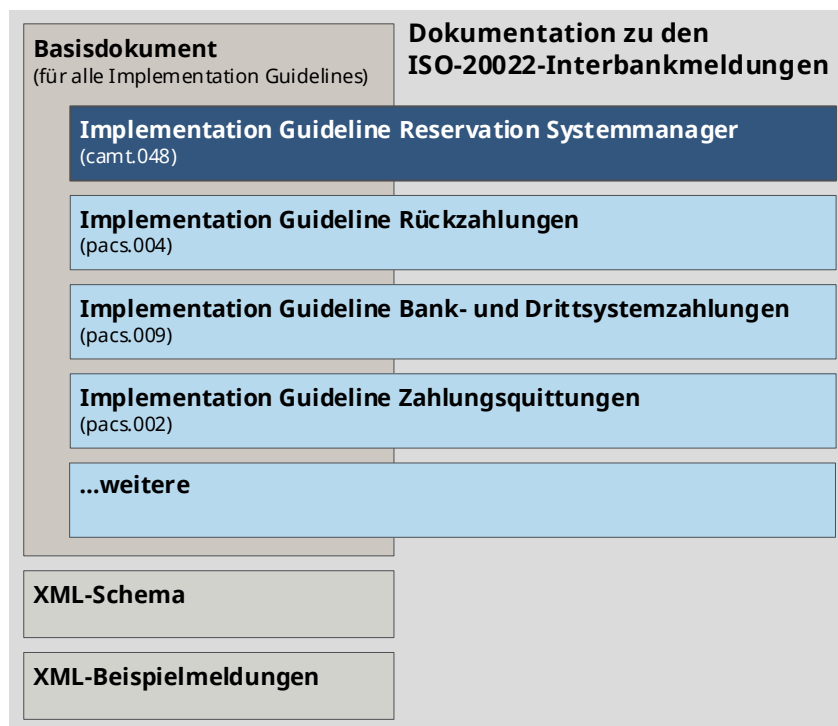 Basisdokument
(für alle Implementation Guidelines)
Dokumentation zu den
ISO-20022-Interbankmeldungen
Implementation Guideline Reservation Systemmanager
(camt.048)
Implementation Guideline Rückzahlungen
(pacs.004)
Implementation Guideline Bank- und Drittsystemzahlungen
(pacs.009)
Implementation Guideline Zahlungsquittungen
(pacs.002)
...weitere
XML-Schema
XML-Beispielmeldungen